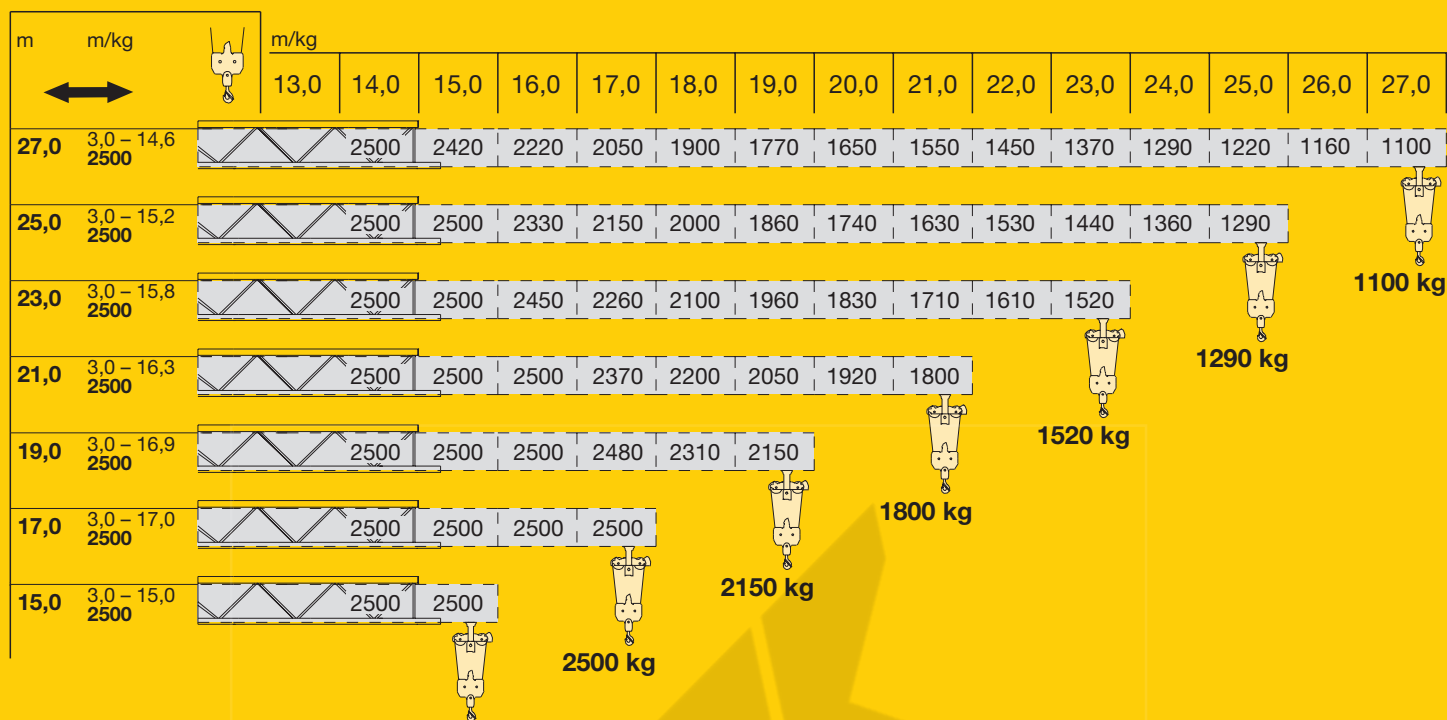 m m/kg m/kg
13,0 14,0 15,0 16,0 17,0 18,0 19,0 20,0 21,0 22,0 23,0 24,0 25,0 26,0 27,0
27,0 3,0 – 14,6 2500 2500 2420 2220 2050 1900 1770 1650 1550 1450 1370 1290 1220 1160 1100
25,0 3,0 – 15,2 2500 2500 2500 2330 2150 2000 1860 1740 1630 1530 1440 1360 1290
1100 kg
23,0 3,0 – 15,8 2500 2500 2500 2450 2260 2100 1960 1830 1710 1610 1520
1290 kg
21,0 3,0 – 16,3 2500 2500 2500 2500 2370 2200 2050 1920 1800
1520 kg
19,0 3,0 – 16,9 2500 2500 2500 2500 2480 2310 2150
1800 kg
17,0 3,0 – 17,0 2500 2500 2500 2500 2500
2150 kg
15,0 3,0 – 15,0 2500 2500 2500
2500 kg